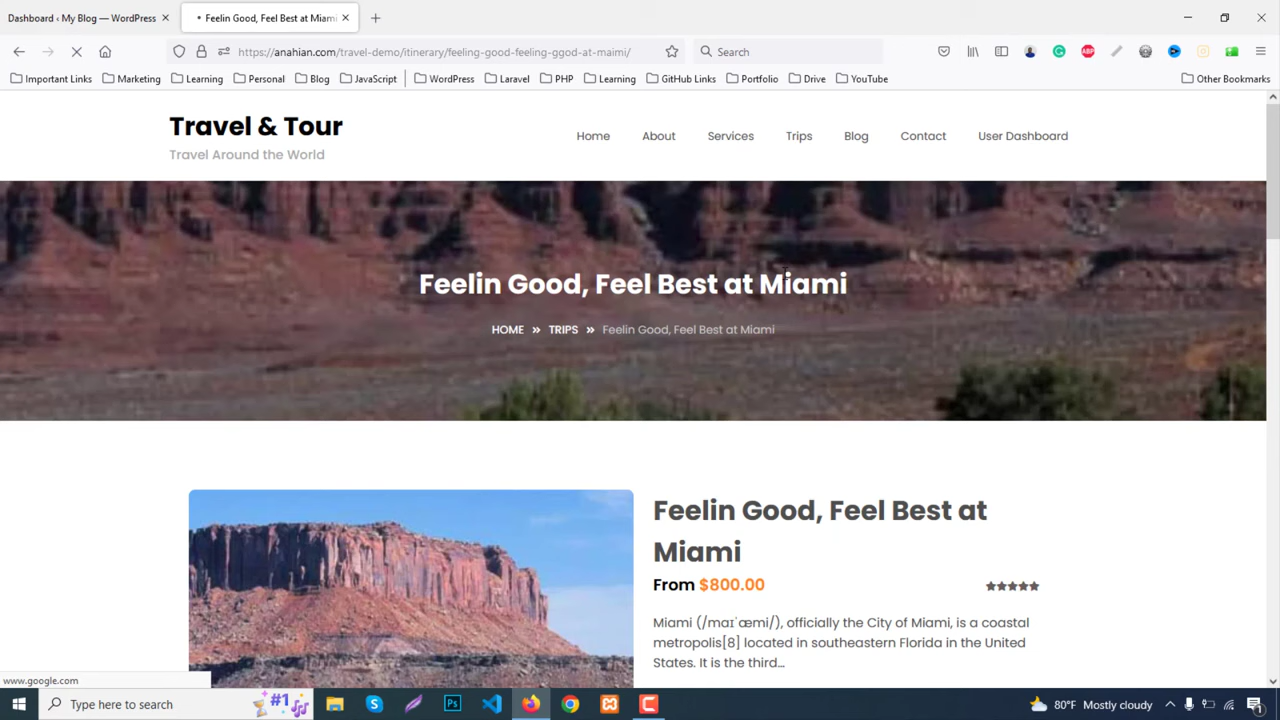 Dashboard ‹ My Blog — WordPress
Feelin Good, Feel Best at Miami
https://anahian.com/travel-demo/itinerary/feeling-good-feeling-ggod-at-maimi/
Search
Important Links
Marketing
Learning
Personal
Blog
JavaScript
WordPress
Laravel
PHP
Learning
GitHub Links
Portfolio
Drive
YouTube
Other Bookmarks
Travel & Tour
Travel Around the World
Home
About
Services
Trips
Blog
Contact
User Dashboard
Feelin Good, Feel Best at Miami
HOME » TRIPS » Feelin Good, Feel Best at Miami
Feelin Good, Feel Best at
Miami
From $800.00
Miami (/maɪˈæmi/), officially the City of Miami, is a coastal
metropolis[8] located in southeastern Florida in the United
States. It is the third…
www.google.com
Type here to search
#1
80°F Mostly cloudy